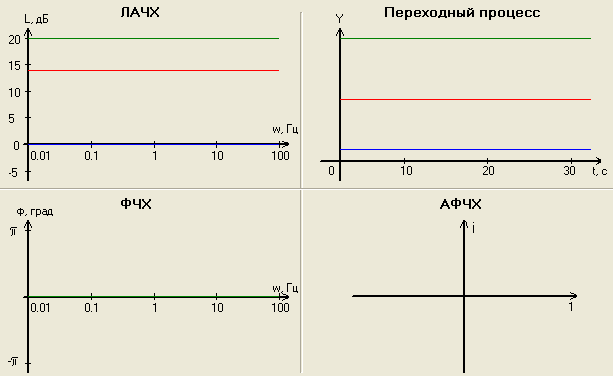 ЛАЧХ
L, дБ
20
15
10
5
0
-5
0.01 0.1 1 10 100
w, Гц
Переходный процесс
Y
0 10 20 30 t, c
ФЧХ
Ф, град
π
-π
0.01 0.1 1 10 100
w, Гц
АФЧХ
j
1